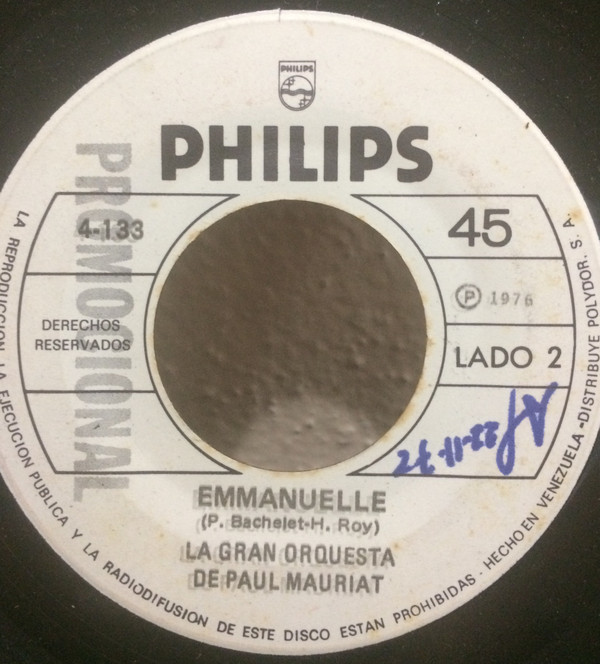 PHILIPS
PHILIPS
PROMOCIONAL
4-133
45
Ⓟ 1976
DERECHOS
RESERVADOS
LADO 2
EMMANUELLE
(P. Bachelet-H. Roy)
LA GRAN ORQUESTA
DE PAUL MAURIAT
LA REPRODUCCION LA EJECUCION PUBLICA Y LA RADIODIFUSION DE ESTE DISCO ESTAN PROHIBIDAS · HECHO EN VENEZUELA - DISTRIBUYE POLYDOR. S. A.